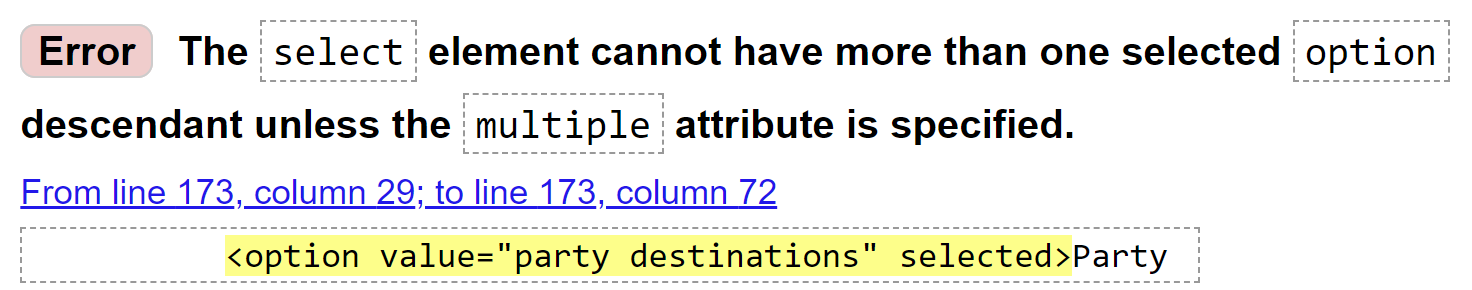 Error The select element cannot have more than one selected option
descendant unless the multiple attribute is specified.
From line 173, column 29; to line 173, column 72
<option value="party destinations" selected>Party